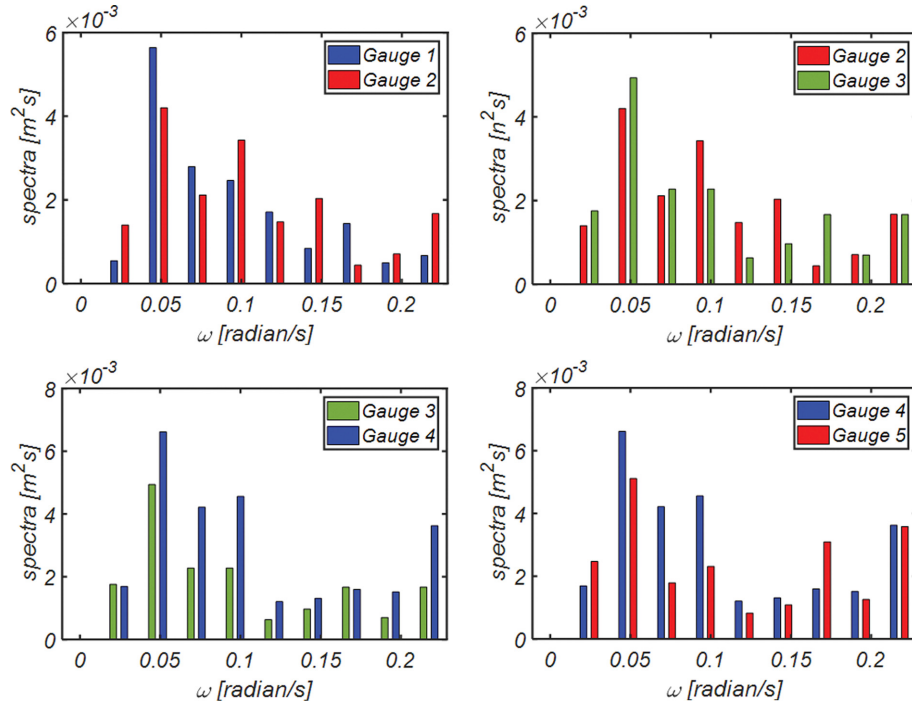 ×10⁻³
6
4
2
0
spectra [m²s]
Gauge 1
Gauge 2
0 0.05 0.1 0.15 0.2
ω [radian/s]
×10⁻³
6
4
2
0
spectra [n²s]
Gauge 2
Gauge 3
0 0.05 0.1 0.15 0.2
ω [radian/s]
×10⁻³
8
6
4
2
0
spectra [m²s]
Gauge 3
Gauge 4
0 0.05 0.1 0.15 0.2
ω [radian/s]
×10⁻³
8
6
4
2
0
spectra [m²s]
Gauge 4
Gauge 5
0 0.05 0.1 0.15 0.2
ω [radian/s]